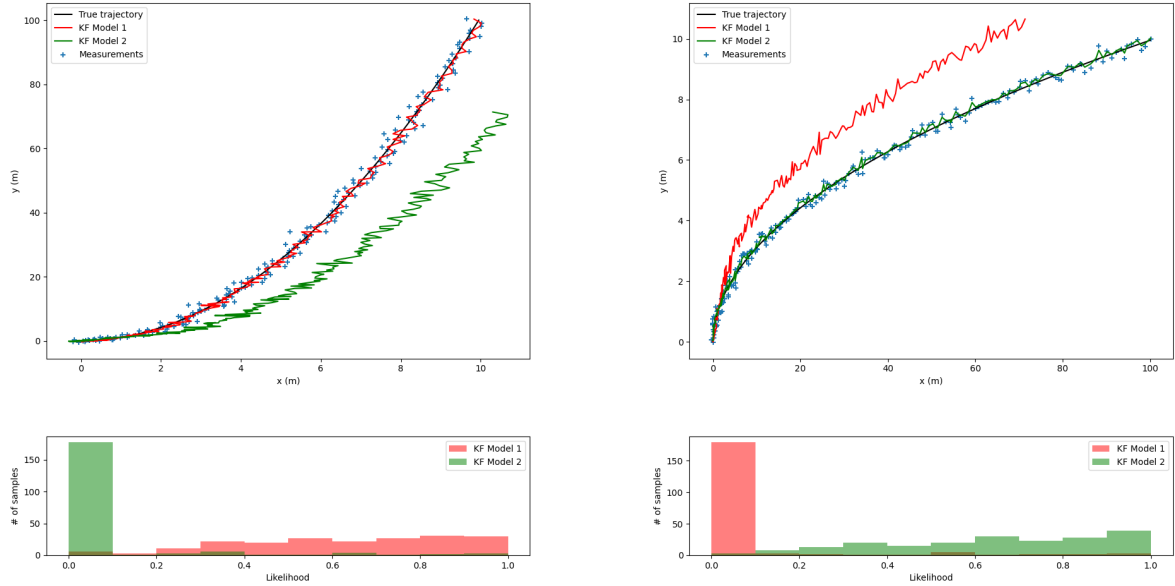 True trajectory
KF Model 1
KF Model 2
Measurements
y (m)
100
80
60
40
20
0
0
2
4
6
8
10
x (m)
True trajectory
KF Model 1
KF Model 2
Measurements
y (m)
10
8
6
4
2
0
0
20
40
60
80
100
x (m)
KF Model 1
KF Model 2
# of samples
150
100
50
0
0.0
0.2
0.4
0.6
0.8
1.0
Likelihood
KF Model 1
KF Model 2
# of samples
150
100
50
0
0.0
0.2
0.4
0.6
0.8
1.0
Likelihood